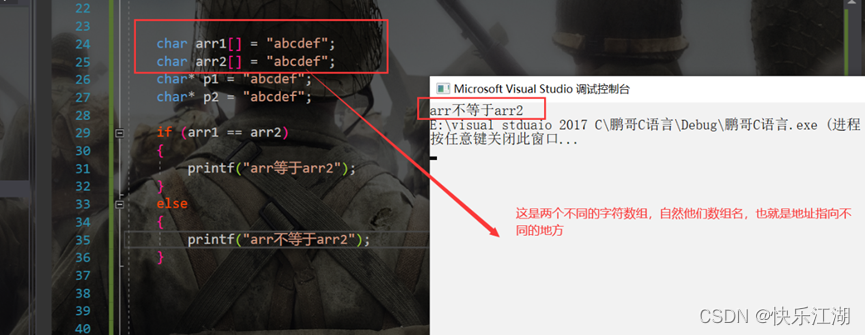 22
23
24 char arr1[] = "abcdef";
25 char arr2[] = "abcdef";
26 char* p1 = "abcdef";
27 char* p2 = "abcdef";
28
29 if (arr1 == arr2)
30 {
31 printf("arr等于arr2");
32 }
33 else
34 {
35 printf("arr不等于arr2");
36 }
37
38
39
40
Microsoft Visual Studio 调试控制台
arr不等于arr2
E:\visual stduaio 2017 C\鹏哥C语言\Debug\鹏哥C语言.exe (进程
按任意键关闭此窗口...
这是两个不同的字符数组，自然他们数组名，也就是地址指向不
同的地方
CSDN @快乐江湖